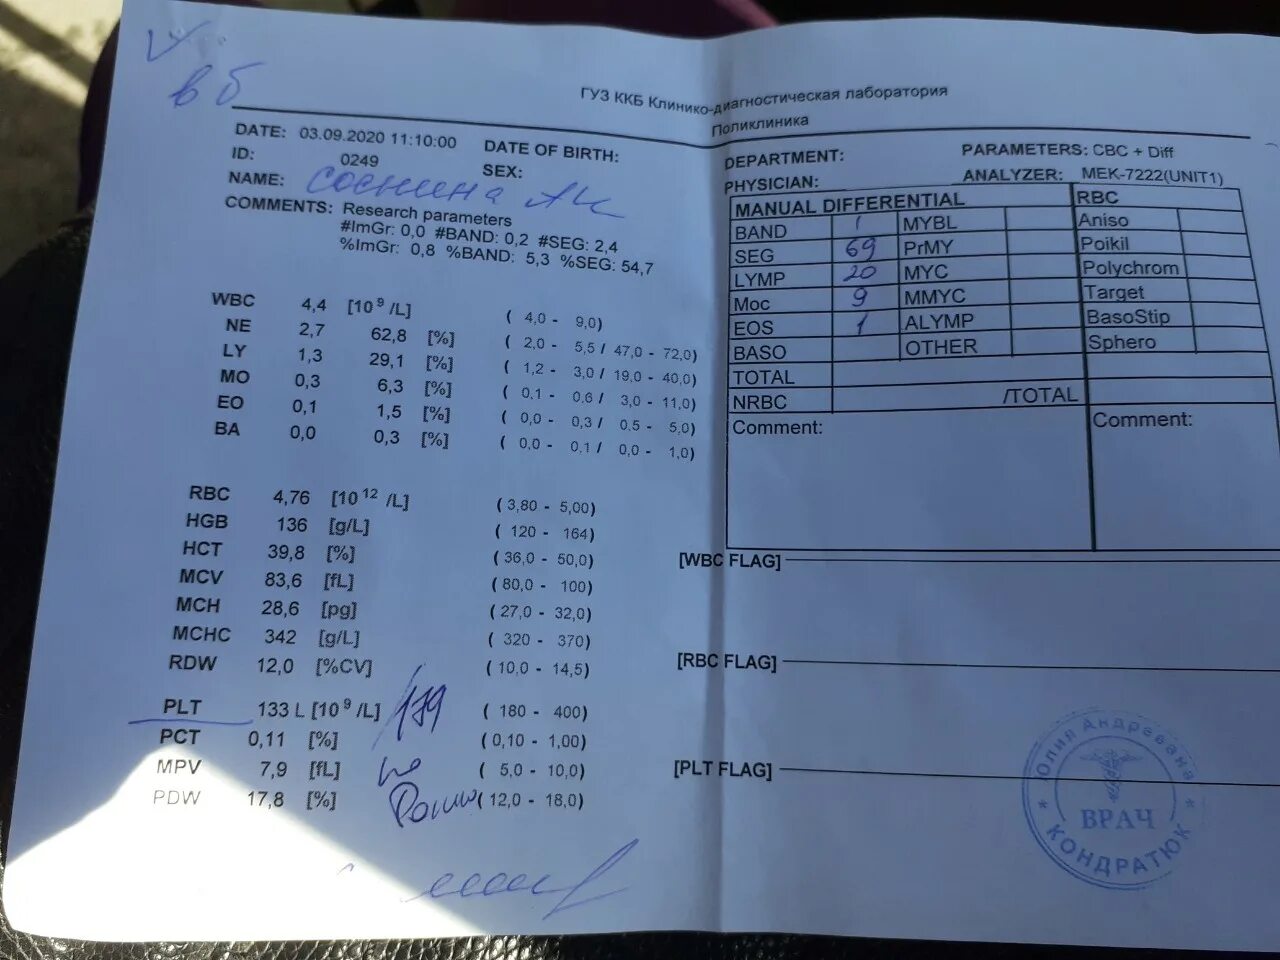 в б
ГУЗ ККБ Клинико-диагностическая лаборатория
Поликлиника
DATE: 03.09.2020 11:10:00 DATE OF BIRTH:
ID: 0249 SEX:
NAME: Соснина
COMMENTS: Research parameters
#ImGr: 0,0 #BAND: 0,2 #SEG: 2,4
%ImGr: 0,8 %BAND: 5,3 %SEG: 54,7
WBC 4,4 [10 9 /L] ( 4,0 - 9,0)
NE 2,7 62,8 [%] ( 2,0 - 5,5 / 47,0 - 72,0)
LY 1,3 29,1 [%] ( 1,2 - 3,0 / 19,0 - 40,0)
MO 0,3 6,3 [%] ( 0,1 - 0,6 / 3,0 - 11,0)
EO 0,1 1,5 [%] ( 0,0 - 0,3 / 0,5 - 5,0)
BA 0,0 0,3 [%] ( 0,0 - 0,1 / 0,0 - 1,0)
RBC 4,76 [10 12 /L] ( 3,80 - 5,00)
HGB 136 [g/L] ( 120 - 164)
HCT 39,8 [%] ( 36,0 - 50,0)
MCV 83,6 [fL] ( 80,0 - 100)
MCH 28,6 [pg] ( 27,0 - 32,0)
MCHC 342 [g/L] ( 320 - 370)
RDW 12,0 [%CV] ( 10,0 - 14,5)
PLT 133 L [10 9 /L] /179 ( 180 - 400)
PCT 0,11 [%] ( 0,10 - 1,00)
MPV 7,9 [fL] по ( 5,0 - 10,0)
PDW 17,8 [%] Фонио ( 12,0 - 18,0)
DEPARTMENT: PARAMETERS: CBC + Diff
PHYSICIAN: ANALYZER: MEK-7222(UNIT1)
MANUAL DIFFERENTIAL RBC
BAND 1 MYBL Aniso
SEG 69 PrMY Poikil
LYMP 20 MYC Polychrom
Moc 9 MMYC Target
EOS 1 ALYMP BasoStip
BASO OTHER Sphero
TOTAL
NRBC /TOTAL
Comment: Comment:
[WBC FLAG]
[RBC FLAG]
[PLT FLAG]
Юлия Андреевна
ВРАЧ
КОНДРАТЮК